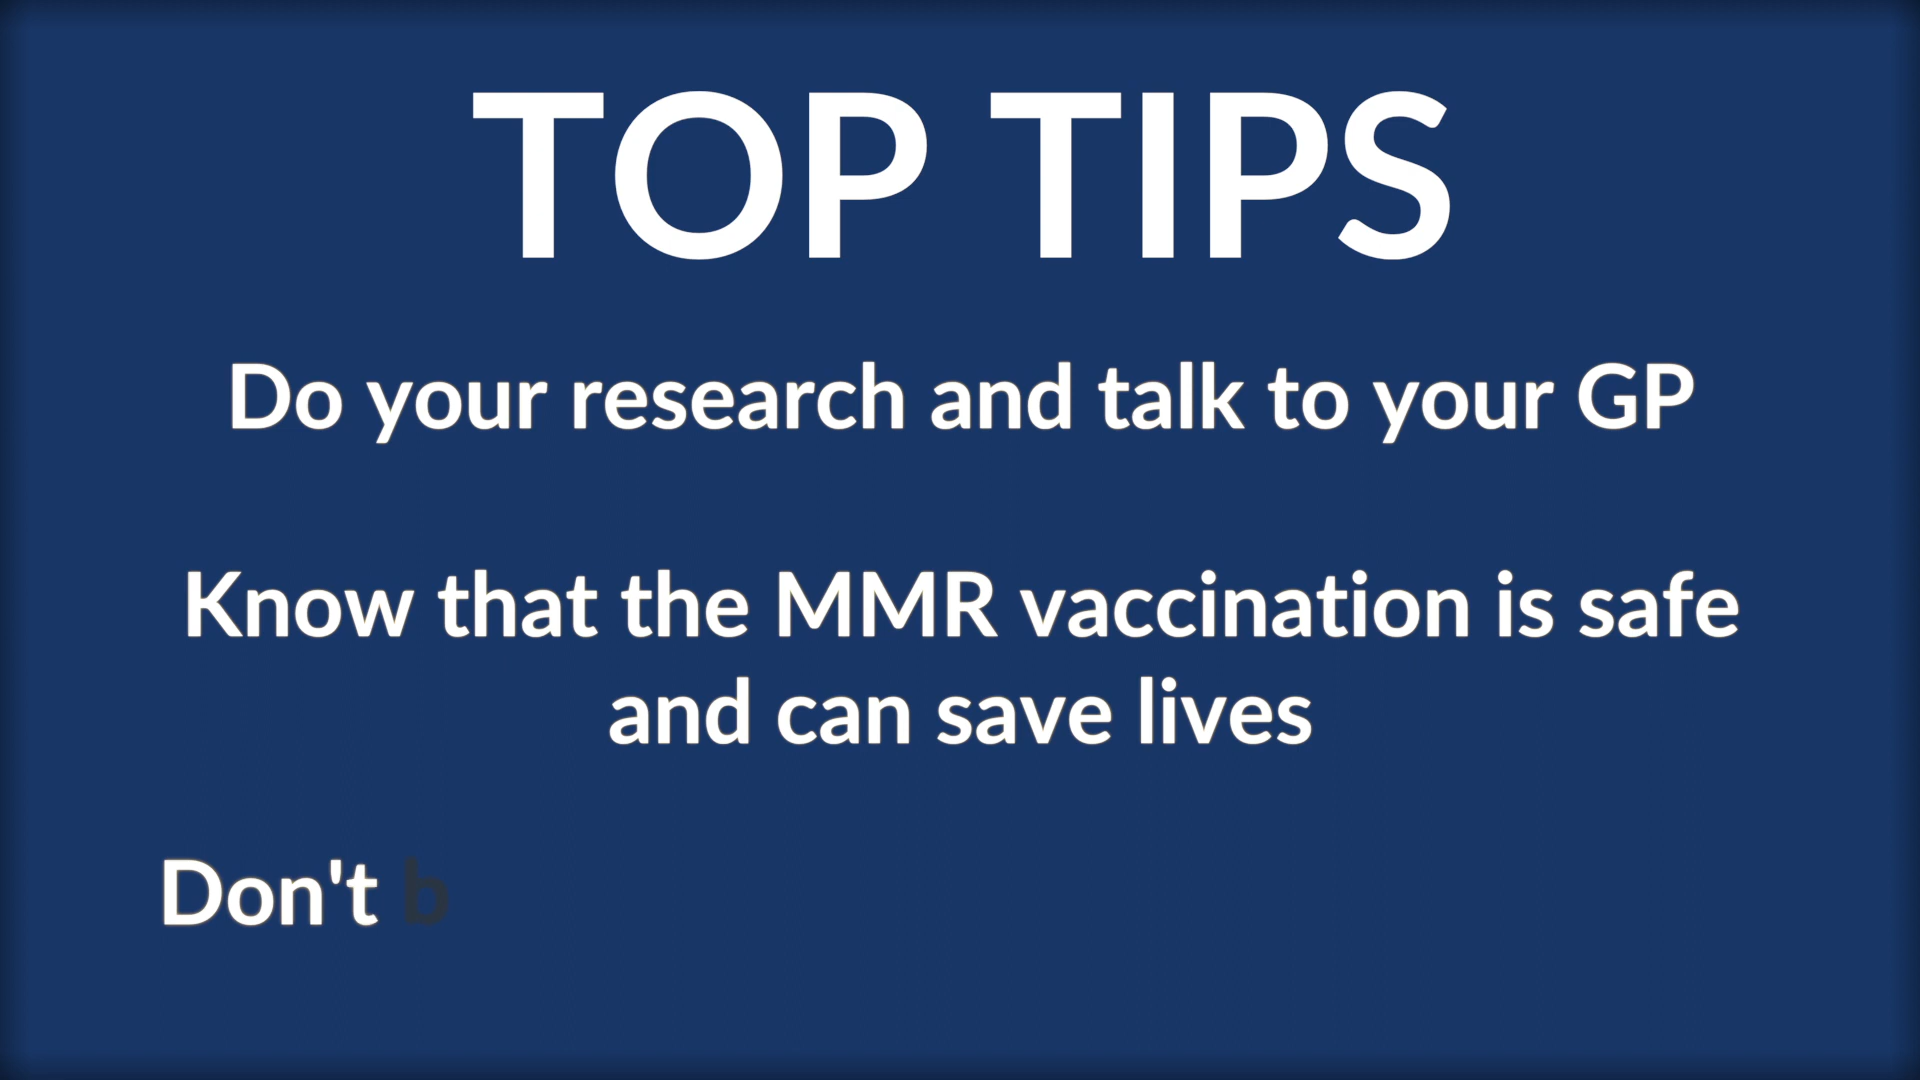 TOP TIPS
Do your research and talk to your GP
Know that the MMR vaccination is safe
and can save lives
Don't b